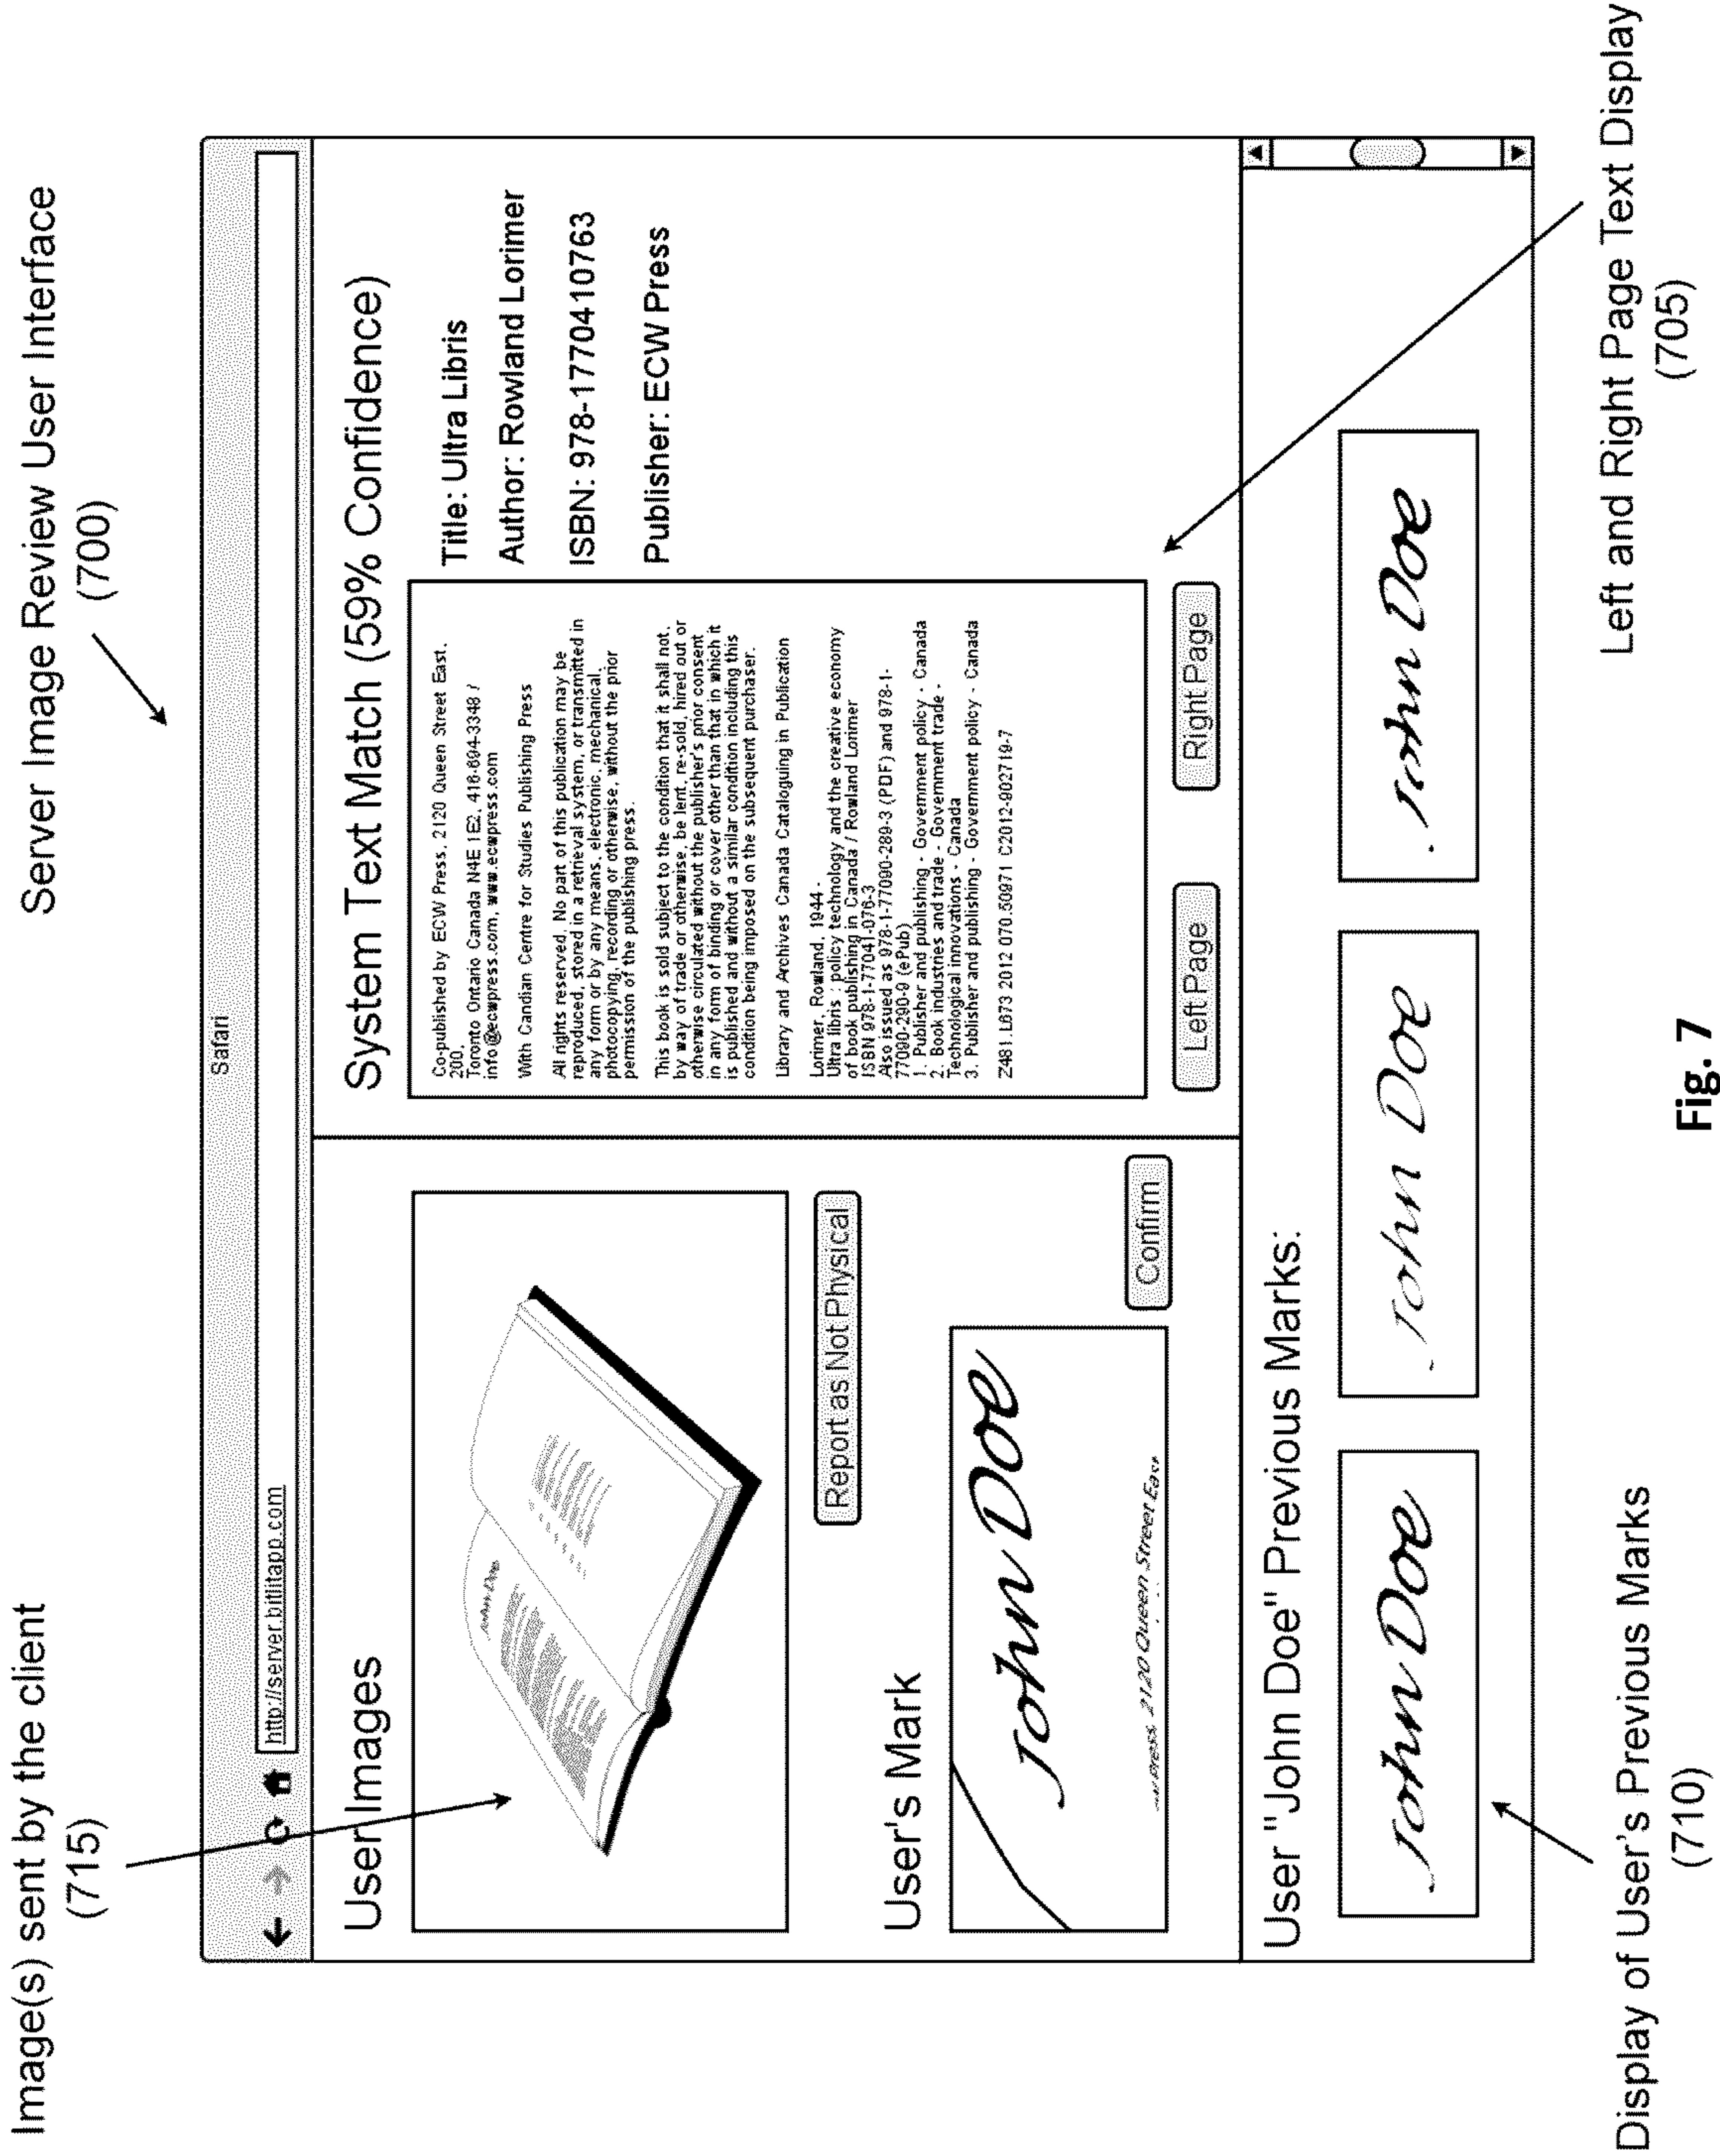 Server Image Review User Interface
(700)
Image(s) sent by the client
(715)
Safari
http://server.bitlitapp.com
User Images
Report as Not Physical
User's Mark
John Doe
Press, 2120 Queen Street East
Confirm
System Text Match (59% Confidence)
Co-published by ECW Press, 2120 Queen Street East,
200,
Toronto Ontario Canada N4E 1E2, 416-694-3348 /
info@ecwpress.com, www.ecwpress.com
With Candian Centre for Studies Publishing Press
All rights reserved. No part of this publication may be
reproduced, stored in a retrieval system, or transmitted in
any form or by any means, electronic, mechanical,
photocopying, recording or otherwise, without the prior
permission of the publishing press.
This book is sold subject to the condition that it shall not,
by way of trade or otherwise, be lent, re-sold, hired out or
otherwise circulated without the publisher's prior consent
in any form of binding or cover other than that in which it
is published and without a similar condition including this
condition being imposed on the subsequent purchaser.
Library and Archives Canada Cataloguing in Publication
Lorimer, Rowland, 1944 -
Ultra libris : policy technology and the creative economy
of book publishing in Canada / Rowland Lorimer
ISBN 978-1-77041-076-3
Also issued as 978-1-77090-289-3 (PDF) and 978-1-
77090-290-9 (ePub)
1. Publisher and publishing - Government policy - Canada
2. Book industries and trade - Government trade -
Technological innovations - Canada
3. Publisher and publishing - Government policy - Canada
Z481.L673 2012 070.50971 C2012-902719-7
Left Page
Right Page
Title: Ultra Libris
Author: Rowland Lorimer
ISBN: 978-1770410763
Publisher: ECW Press
User "John Doe" Previous Marks:
John Doe
John Doe
John Doe
Display of User's Previous Marks
(710)
Left and Right Page Text Display
(705)
Fig. 7